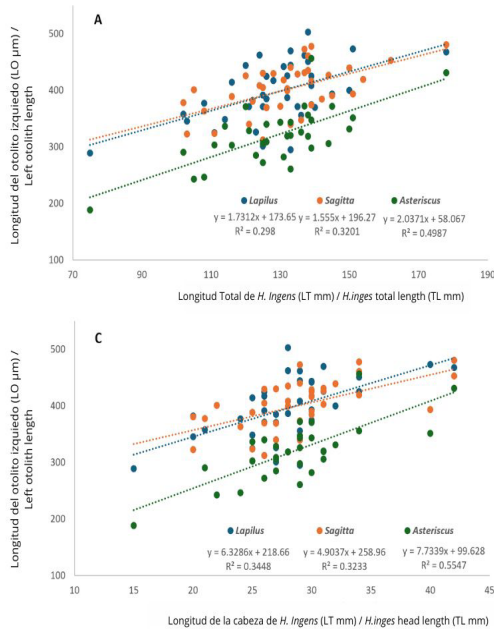 A
500
400
300
200
100
Longitud del otolito izquiedo (LO µm) /
Left otolith length
Lapilus
Sagitta
Asteriscus
y = 1.7312x + 173.65
y = 1.555x + 196.27
y = 2.0371x + 58.067
R² = 0.298
R² = 0.3201
R² = 0.4987
70
90
110
130
150
170
190
Longitud Total de H. Ingens (LT mm) / H.inges total length (TL mm)
C
500
400
300
200
100
Longitud del otolito izquiedo (LO µm) /
Left otolith length
Lapilus
Sagitta
Asteriscus
y = 6.3286x + 218.66
y = 4.9037x + 258.96
y = 7.7339x + 99.628
R² = 0.3448
R² = 0.3233
R² = 0.5547
10
15
20
25
30
35
40
45
Longitud de la cabeza de H. Ingens (LT mm) / H.inges head length (TL mm)